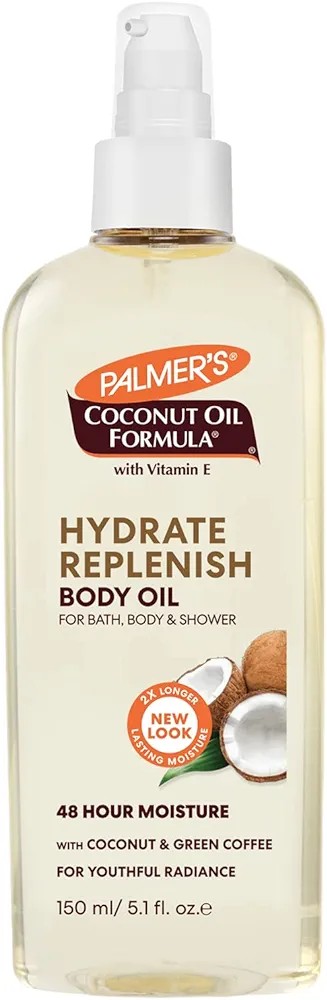 PALMER'S®
COCONUT OIL
FORMULA®
®
with Vitamin E
HYDRATE
REPLENISH
BODY OIL
FOR BATH, BODY & SHOWER
2X LONGER
NEW
LOOK
LASTING MOISTURE
48 HOUR MOISTURE
WITH COCONUT & GREEN COFFEE
FOR YOUTHFUL RADIANCE
150 ml/ 5.1 fl. oz.℮